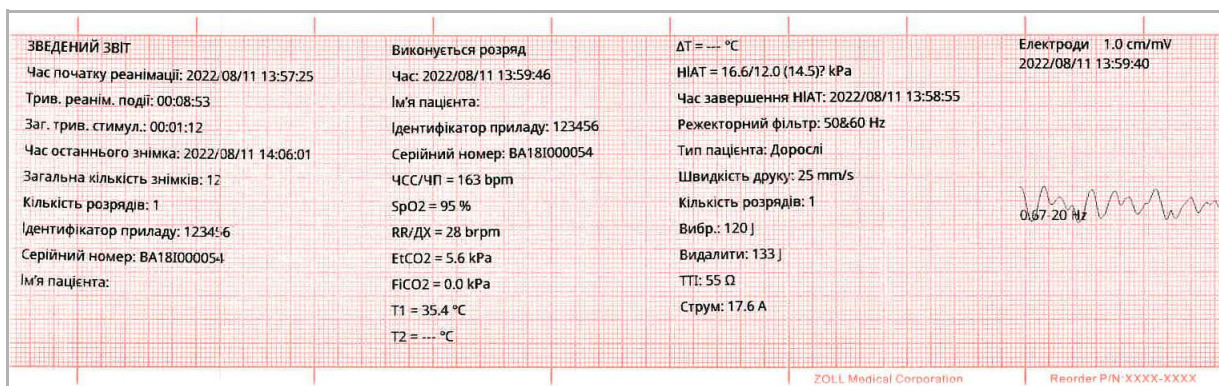 ЗВЕДЕНИЙ ЗВІТ
Час початку реанімації: 2022/08/11 13:57:25
Трив. реанім. події: 00:08:53
Заг. трив. стимул.: 00:01:12
Час останнього знімка: 2022/08/11 14:06:01
Загальна кількість знімків: 12
Кількість розрядів: 1
Ідентифікатор приладу: 123456
Серійний номер: BA18I000054
Ім'я пацієнта:
Виконується розряд
Час: 2022/08/11 13:59:46
Ім'я пацієнта:
Ідентифікатор приладу: 123456
Серійний номер: BA18I000054
ЧСС/ЧП = 163 bpm
SpO2 = 95 %
RR/ДХ = 28 brpm
EtCO2 = 5.6 kPa
FiCO2 = 0.0 kPa
T1 = 35.4 °C
T2 = --- °C
ΔT = --- °C
НІАТ = 16.6/12.0 (14.5)? kPa
Час завершення НІАТ: 2022/08/11 13:58:55
Режекторний фільтр: 50&60 Hz
Тип пацієнта: Дорослі
Швидкість друку: 25 mm/s
Кількість розрядів: 1
Вибр.: 120 J
Видалити: 133 J
TTI: 55 Ω
Струм: 17.6 A
Електроди 1.0 cm/mV
2022/08/11 13:59:40
0.67-20 Hz
ZOLL Medical Corporation
Reorder P/N:XXXX-XXXX